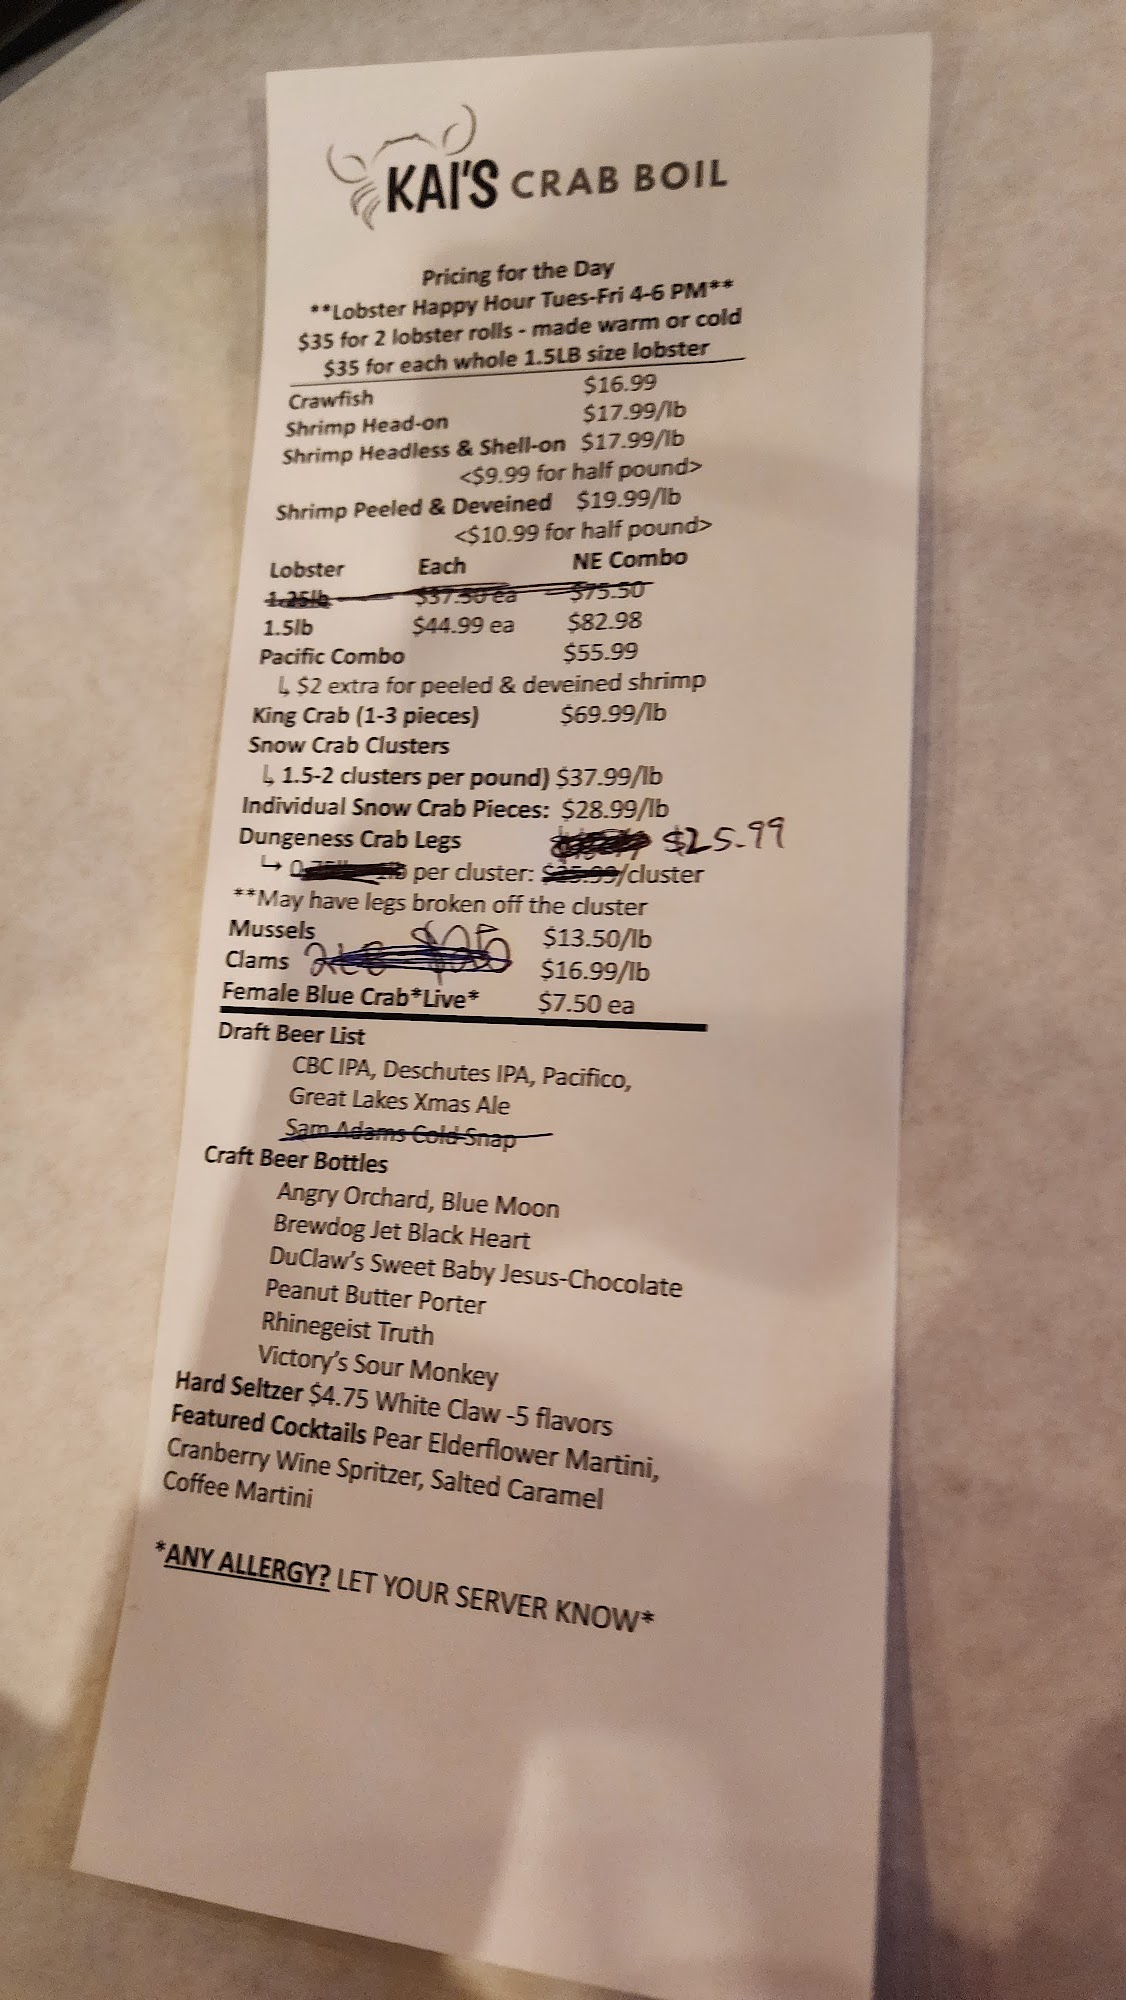 KAI'S CRAB BOIL
Pricing for the Day
**Lobster Happy Hour Tues-Fri 4-6 PM**
$35 for 2 lobster rolls - made warm or cold
$35 for each whole 1.5LB size lobster
Crawfish $16.99
Shrimp Head-on $17.99/lb
Shrimp Headless & Shell-on $17.99/lb
<$9.99 for half pound>
Shrimp Peeled & Deveined $19.99/lb
<$10.99 for half pound>
Lobster Each NE Combo
1.25lb $37.50 ea $75.50
1.5lb $44.99 ea $82.98
Pacific Combo $55.99
↳ $2 extra for peeled & deveined shrimp
King Crab (1-3 pieces) $69.99/lb
Snow Crab Clusters
↳ 1.5-2 clusters per pound) $37.99/lb
Individual Snow Crab Pieces: $28.99/lb
Dungeness Crab Legs $25.99
↳ per cluster: $25.99/cluster
**May have legs broken off the cluster
Mussels $13.50/lb
Clams $16.99/lb
Female Blue Crab*Live* $7.50 ea
Draft Beer List
CBC IPA, Deschutes IPA, Pacifico,
Great Lakes Xmas Ale
Sam Adams Cold Snap
Craft Beer Bottles
Angry Orchard, Blue Moon
Brewdog Jet Black Heart
DuClaw's Sweet Baby Jesus-Chocolate
Peanut Butter Porter
Rhinegeist Truth
Victory's Sour Monkey
Hard Seltzer $4.75 White Claw -5 flavors
Featured Cocktails Pear Elderflower Martini,
Cranberry Wine Spritzer, Salted Caramel
Coffee Martini
*ANY ALLERGY? LET YOUR SERVER KNOW*